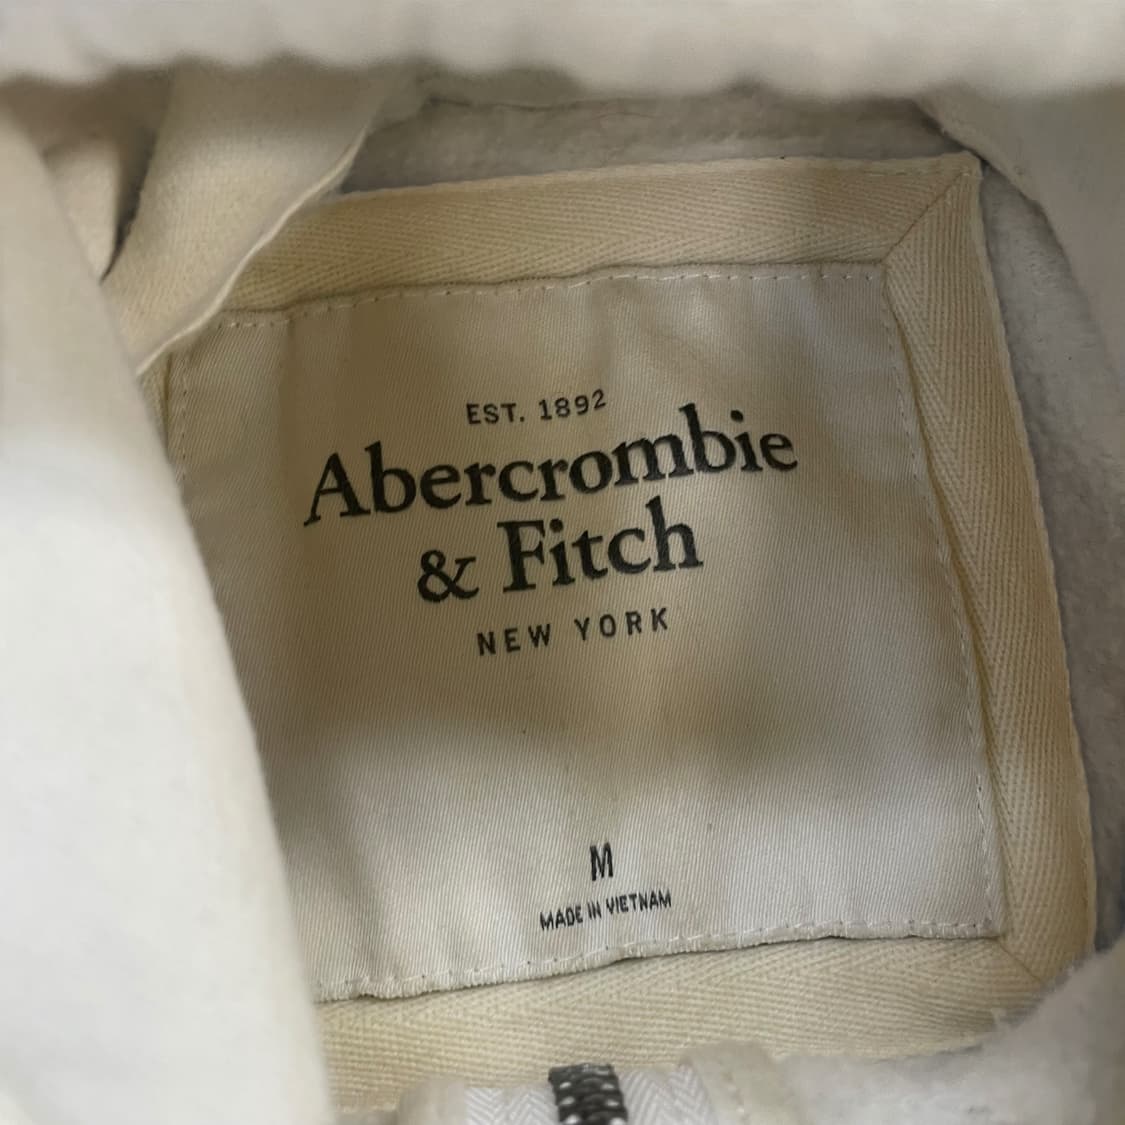 EST. 1892
Abercrombie
& Fitch
NEW YORK
M
MADE IN VIETNAM